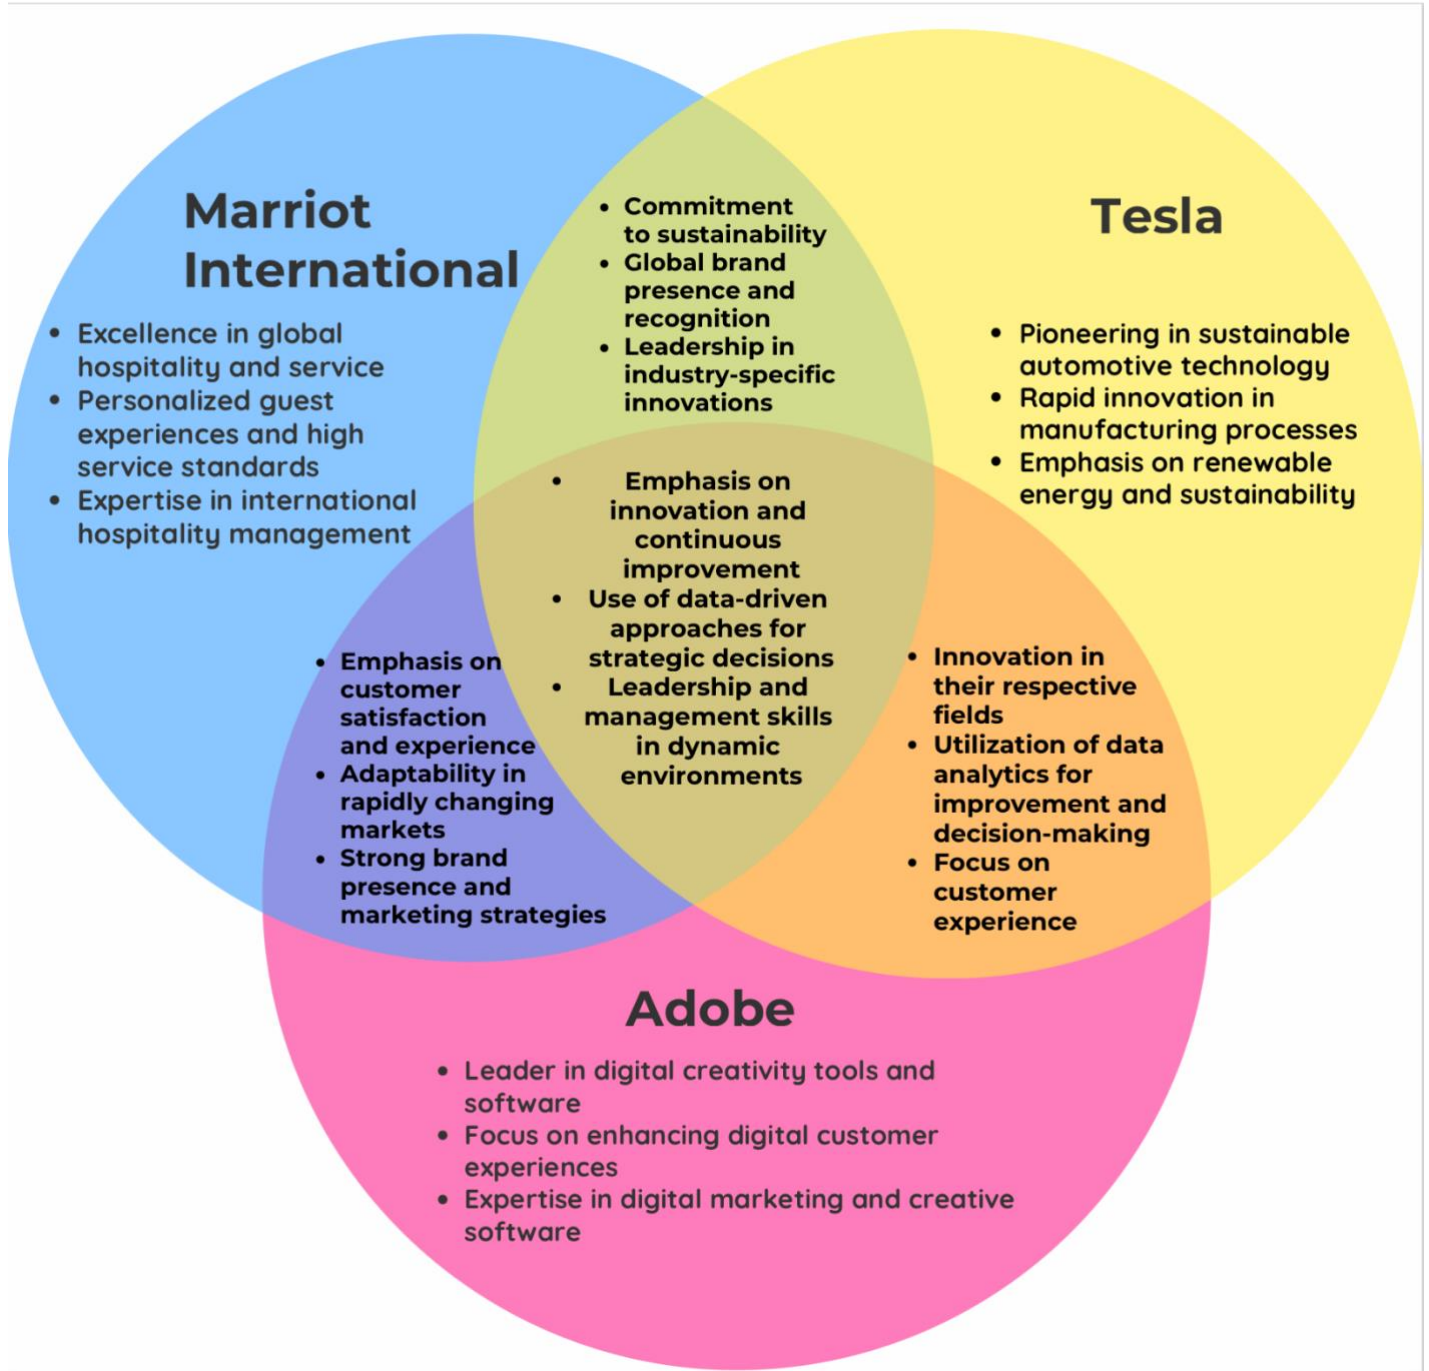 Marriot
International
• Excellence in global
hospitality and service
• Personalized guest
experiences and high
service standards
• Expertise in international
hospitality management
• Commitment
to sustainability
• Global brand
presence and
recognition
• Leadership in
industry-specific
innovations
Tesla
• Pioneering in sustainable
automotive technology
• Rapid innovation in
manufacturing processes
• Emphasis on renewable
energy and sustainability
• Emphasis on
innovation and
continuous
improvement
• Use of data-driven
approaches for
strategic decisions
• Leadership and
management skills
in dynamic
environments
• Emphasis on
customer
satisfaction
and experience
• Adaptability in
rapidly changing
markets
• Strong brand
presence and
marketing strategies
• Innovation in
their respective
fields
• Utilization of data
analytics for
improvement and
decision-making
• Focus on
customer
experience
Adobe
• Leader in digital creativity tools and
software
• Focus on enhancing digital customer
experiences
• Expertise in digital marketing and creative
software